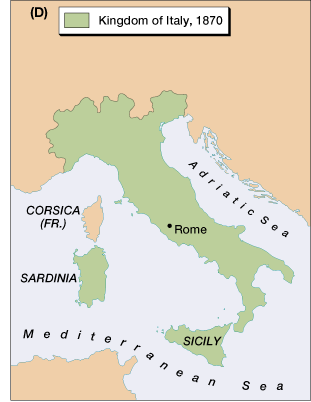 (D)
Kingdom of Italy, 1870
Adriatic Sea
CORSICA
(FR.)
Rome
SARDINIA
SICILY
Mediterranean Sea